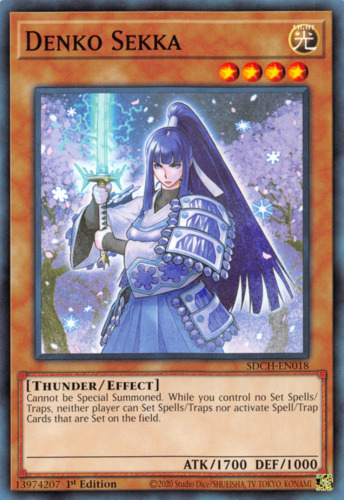 DENKO SEKKA
LIGHT
光
SDCH-EN018
[THUNDER/EFFECT]
Cannot be Special Summoned. While you control no Set Spells/
Traps, neither player can Set Spells/Traps nor activate Spell/Trap
Cards that are Set on the field.
ATK/1700 DEF/1000
13974207 1st Edition ©2020 Studio Dice/SHUEISHA, TV TOKYO, KONAMI